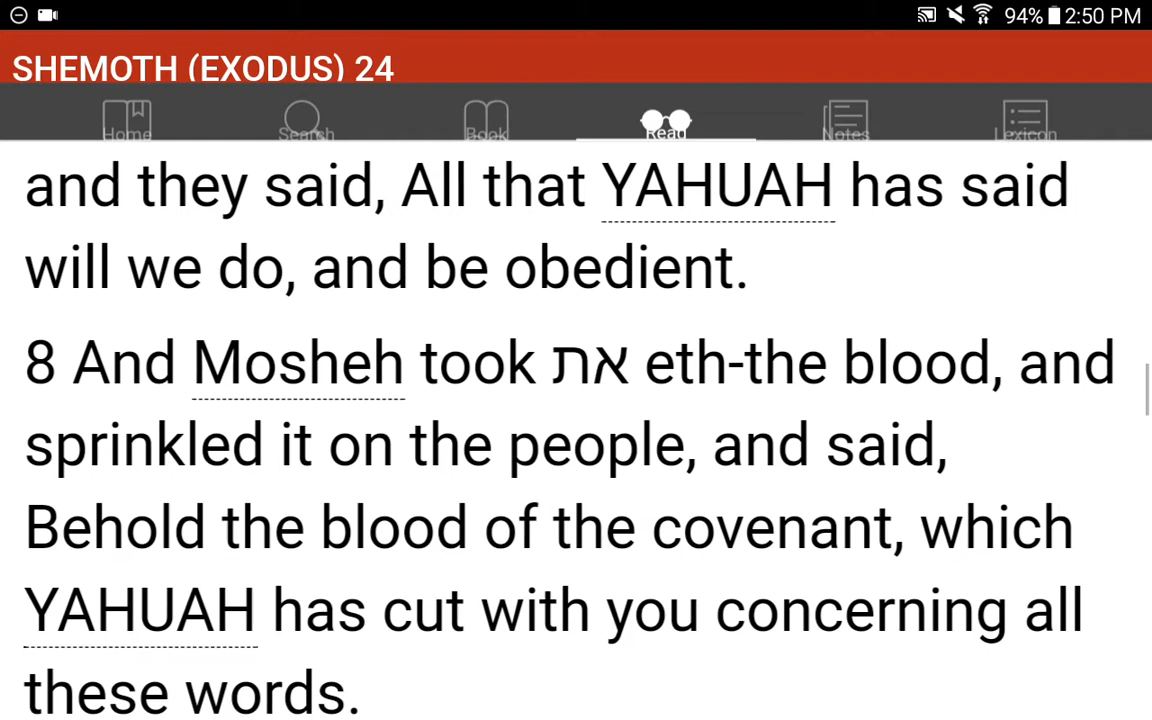 94% 2:50 PM
SHEMOTH (EXODUS) 24
Home Search Book Read Notes Lexicon
and they said, All that YAHUAH has said
will we do, and be obedient.
8 And Mosheh took את eth-the blood, and
sprinkled it on the people, and said,
Behold the blood of the covenant, which
YAHUAH has cut with you concerning all
these words.